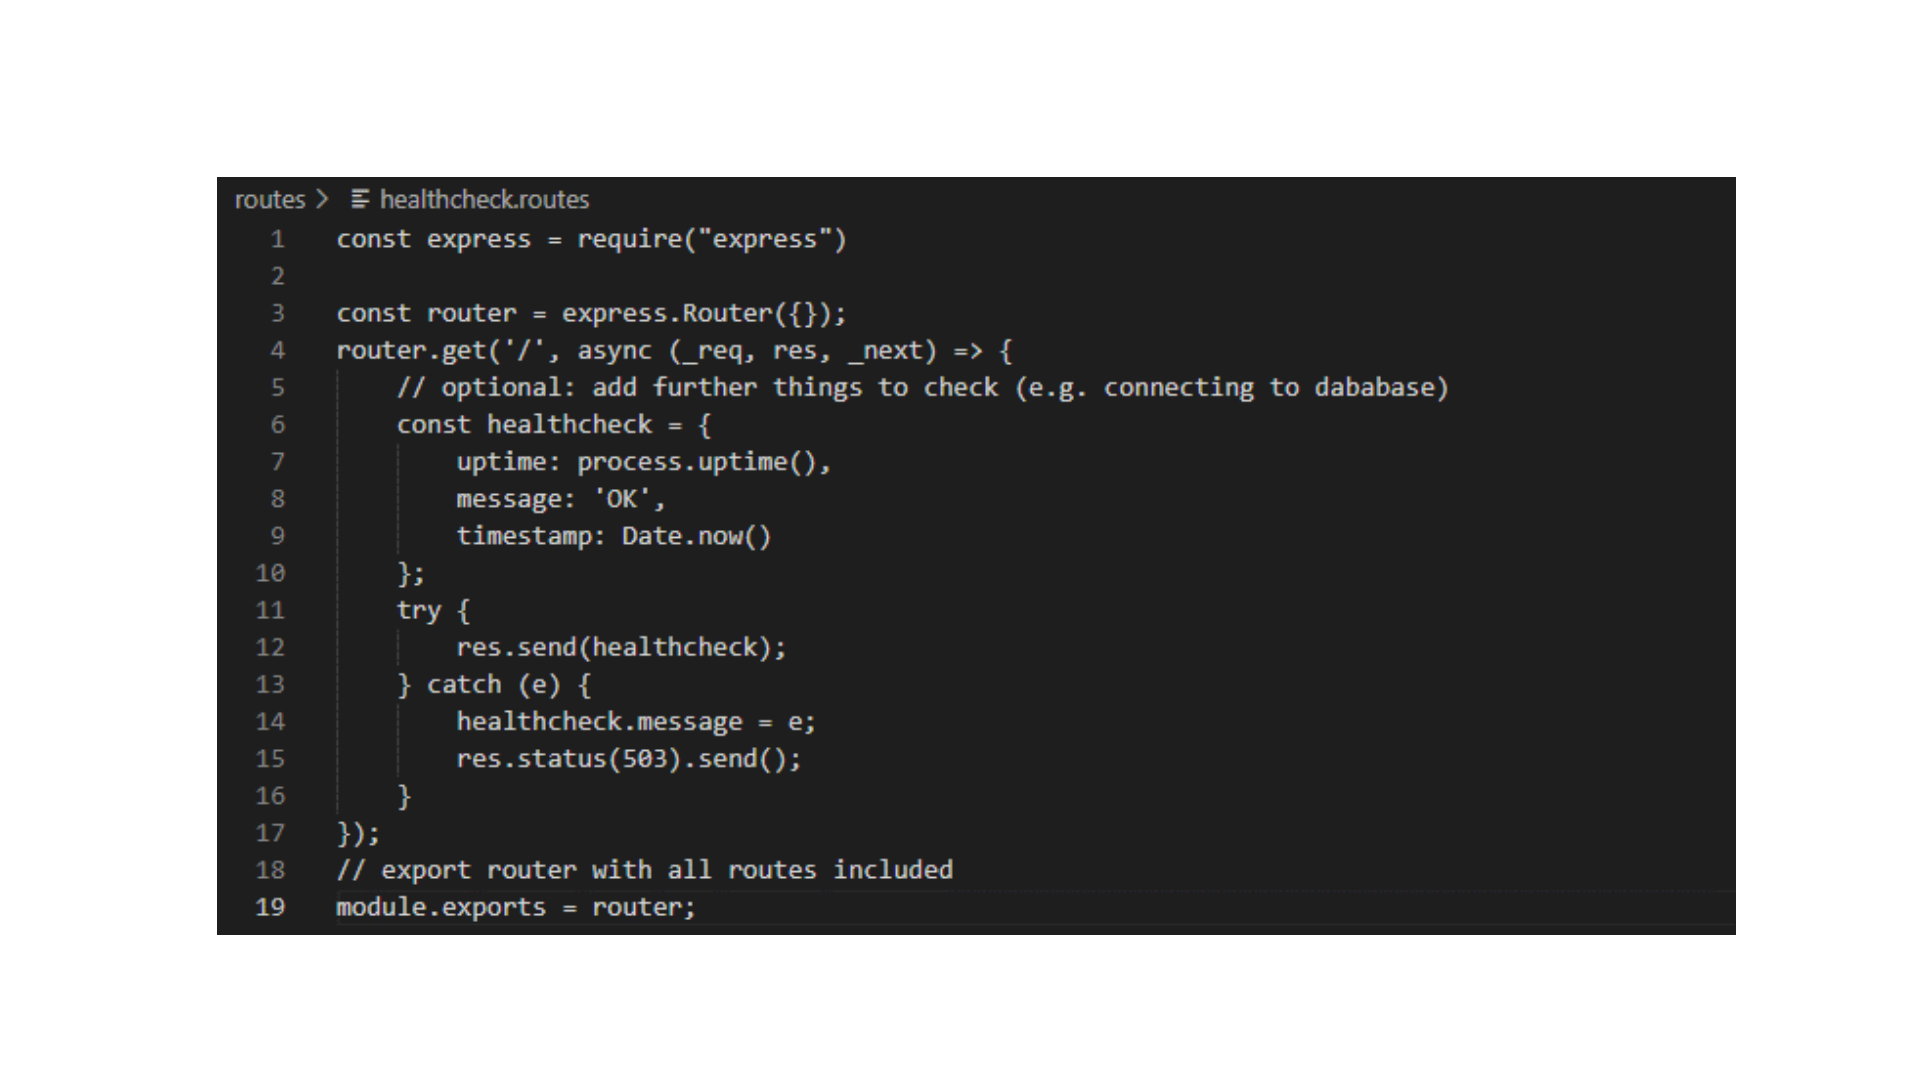 routes > healthcheck.routes
1 const express = require("express")
2
3 const router = express.Router({});
4 router.get('/', async (_req, res, _next) => {
5     // optional: add further things to check (e.g. connecting to dababase)
6     const healthcheck = {
7         uptime: process.uptime(),
8         message: 'OK',
9         timestamp: Date.now()
10     };
11     try {
12         res.send(healthcheck);
13     } catch (e) {
14         healthcheck.message = e;
15         res.status(503).send();
16     }
17 });
18 // export router with all routes included
19 module.exports = router;